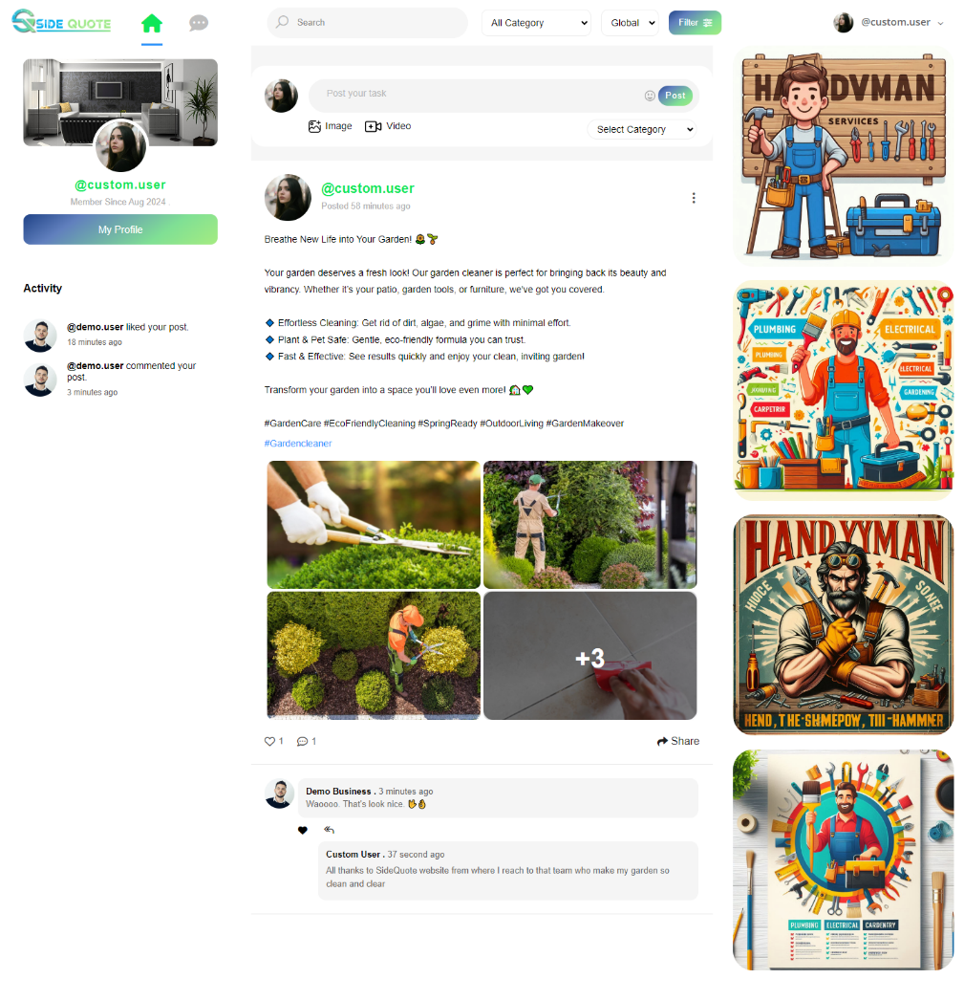 SIDE QUOTE
Search
All Category
Global
Filter
@custom.user
@custom.user
Member Since Aug 2024 .
My Profile
Activity
@demo.user liked your post.
18 minutes ago
@demo.user commented your
post.
3 minutes ago
Post your task
Post
Image
Video
Select Category
@custom.user
Posted 58 minutes ago
Breathe New Life into Your Garden! 🌻🌱
Your garden deserves a fresh look! Our garden cleaner is perfect for bringing back its beauty and
vibrancy. Whether it's your patio, garden tools, or furniture, we've got you covered.
🔹 Effortless Cleaning: Get rid of dirt, algae, and grime with minimal effort.
🔹 Plant & Pet Safe: Gentle, eco-friendly formula you can trust.
🔹 Fast & Effective: See results quickly and enjoy your clean, inviting garden!
Transform your garden into a space you'll love even more! 🏡💚
#GardenCare #EcoFriendlyCleaning #SpringReady #OutdoorLiving #GardenMakeover
#Gardencleaner
+3
1
1
Share
Demo Business . 3 minutes ago
Waoooo. That's look nice.
Custom User . 37 second ago
All thanks to SideQuote website from where I reach to that team who make my garden so
clean and clear
HANDVMAN
SERVIICES
PLUMBING
ELECTRIICAL
PLUMBING
ELECTRICAL
GARDENING
CARPETRIR
HANDYYMAN
HIUOCE
SONEE
HEND, THE-SHMEPOW, TIII-HAMMNER
PLUMBING
ELECTRICAL
CARDENTRY